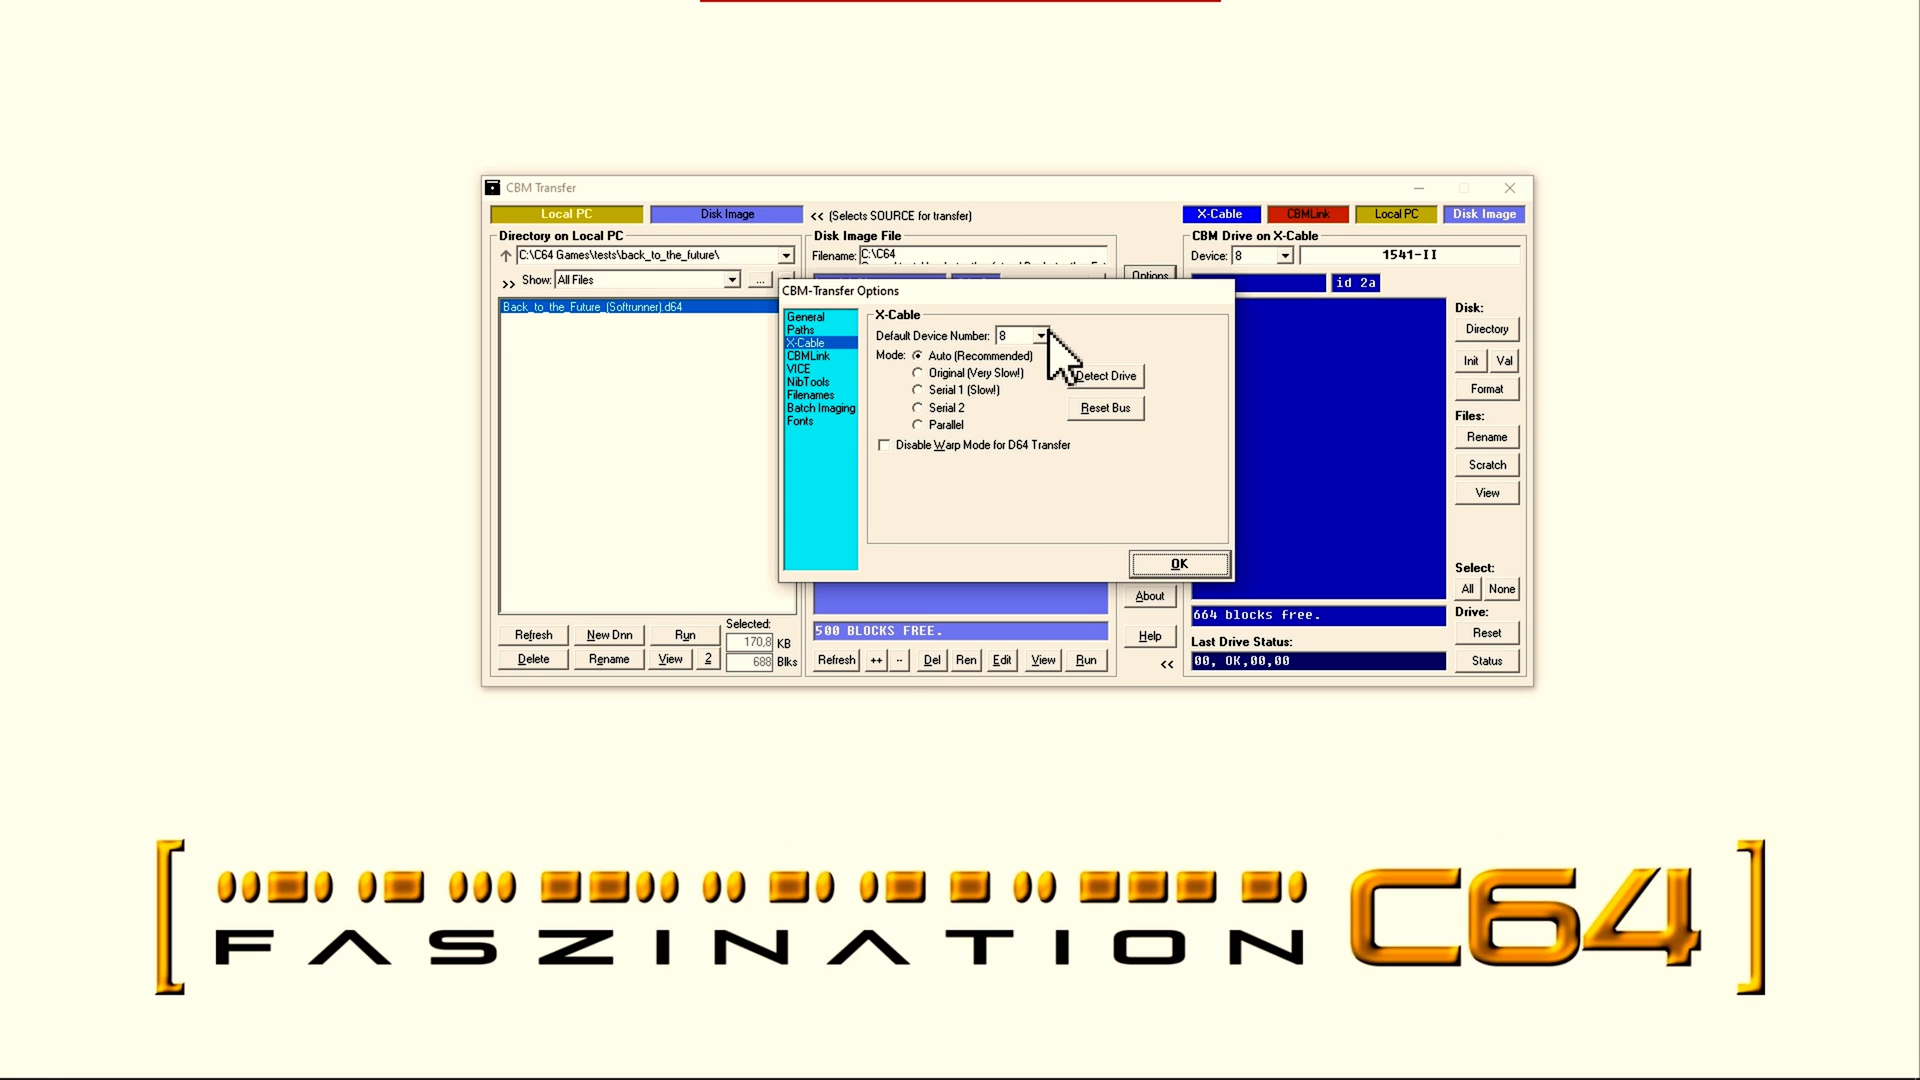 CBM Transfer
Local PC
Disk Image
<< (Selects SOURCE for transfer)
X-Cable
CBMLink
Local PC
Disk Image
Directory on Local PC
C:\C64 Games\tests\back_to_the_future\
Show: All Files
...
>>
Back_to_the_Future_(Softrunner).d64
Refresh
New Dnn
Run
Delete
Rename
View
2
Selected:
170,8 KB
688 Blks
Disk Image File
Filename: C:\C64
500 BLOCKS FREE.
Refresh
++
--
Del
Ren
Edit
View
Run
Options
About
Help
<<
CBM-Transfer Options
General
Paths
X-Cable
CBMLink
VICE
NibTools
Filenames
Batch Imaging
Fonts
X-Cable
Default Device Number: 8
Mode: Auto (Recommended)
Original (Very Slow!)
Serial 1 (Slow!)
Serial 2
Parallel
Disable Warp Mode for D64 Transfer
Detect Drive
Reset Bus
OK
CBM Drive on X-Cable
Device: 8
1541-II
id 2a
664 blocks free.
Last Drive Status:
00, OK,00,00
Disk:
Directory
Init
Val
Format
Files:
Rename
Scratch
View
Select:
All
None
Drive:
Reset
Status
[FASZINATION C64]